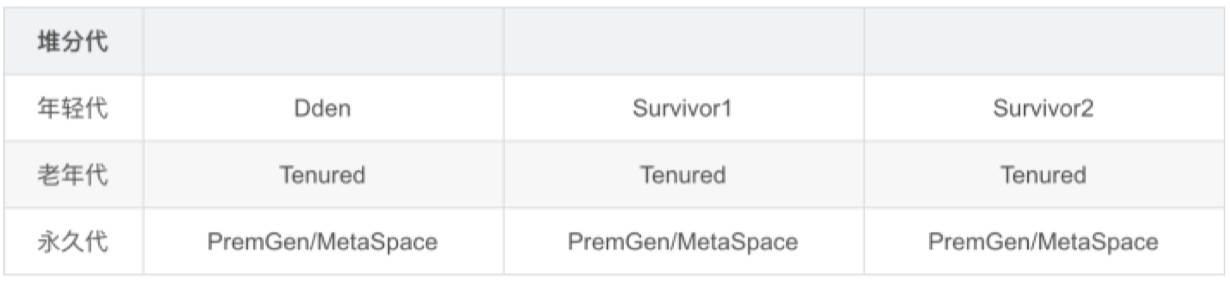 堆分代
年轻代 Dden Survivor1 Survivor2
老年代 Tenured Tenured Tenured
永久代 PremGen/MetaSpace PremGen/MetaSpace PremGen/MetaSpace